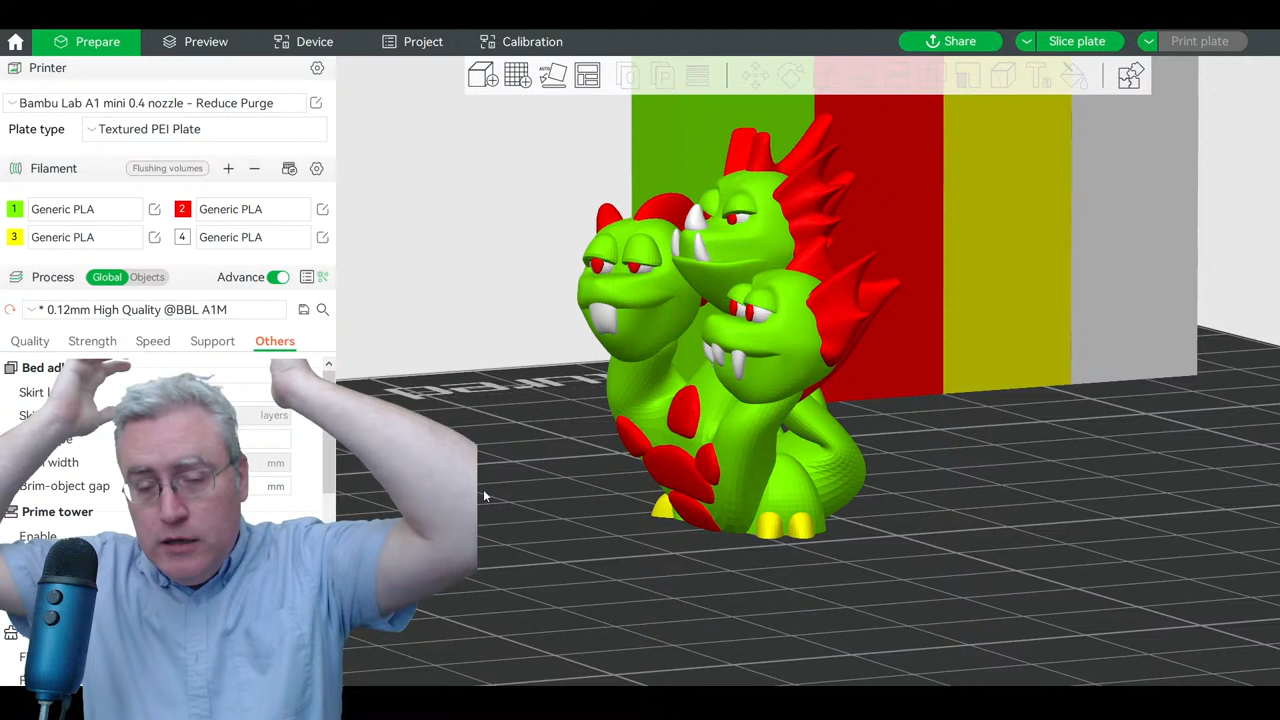 Prepare Preview Device Project Calibration Share Slice plate Print plate
Printer
Bambu Lab A1 mini 0.4 nozzle - Reduce Purge
Plate type Textured PEI Plate
Filament Flushing volumes + −
1 Generic PLA 2 Generic PLA
3 Generic PLA 4 Generic PLA
Process Global Objects Advance
* 0.12mm High Quality @BBL A1M
Quality Strength Speed Support Others
Bed
Skirt
layers
width mm
Brim-object gap mm
Prime tower
Enable